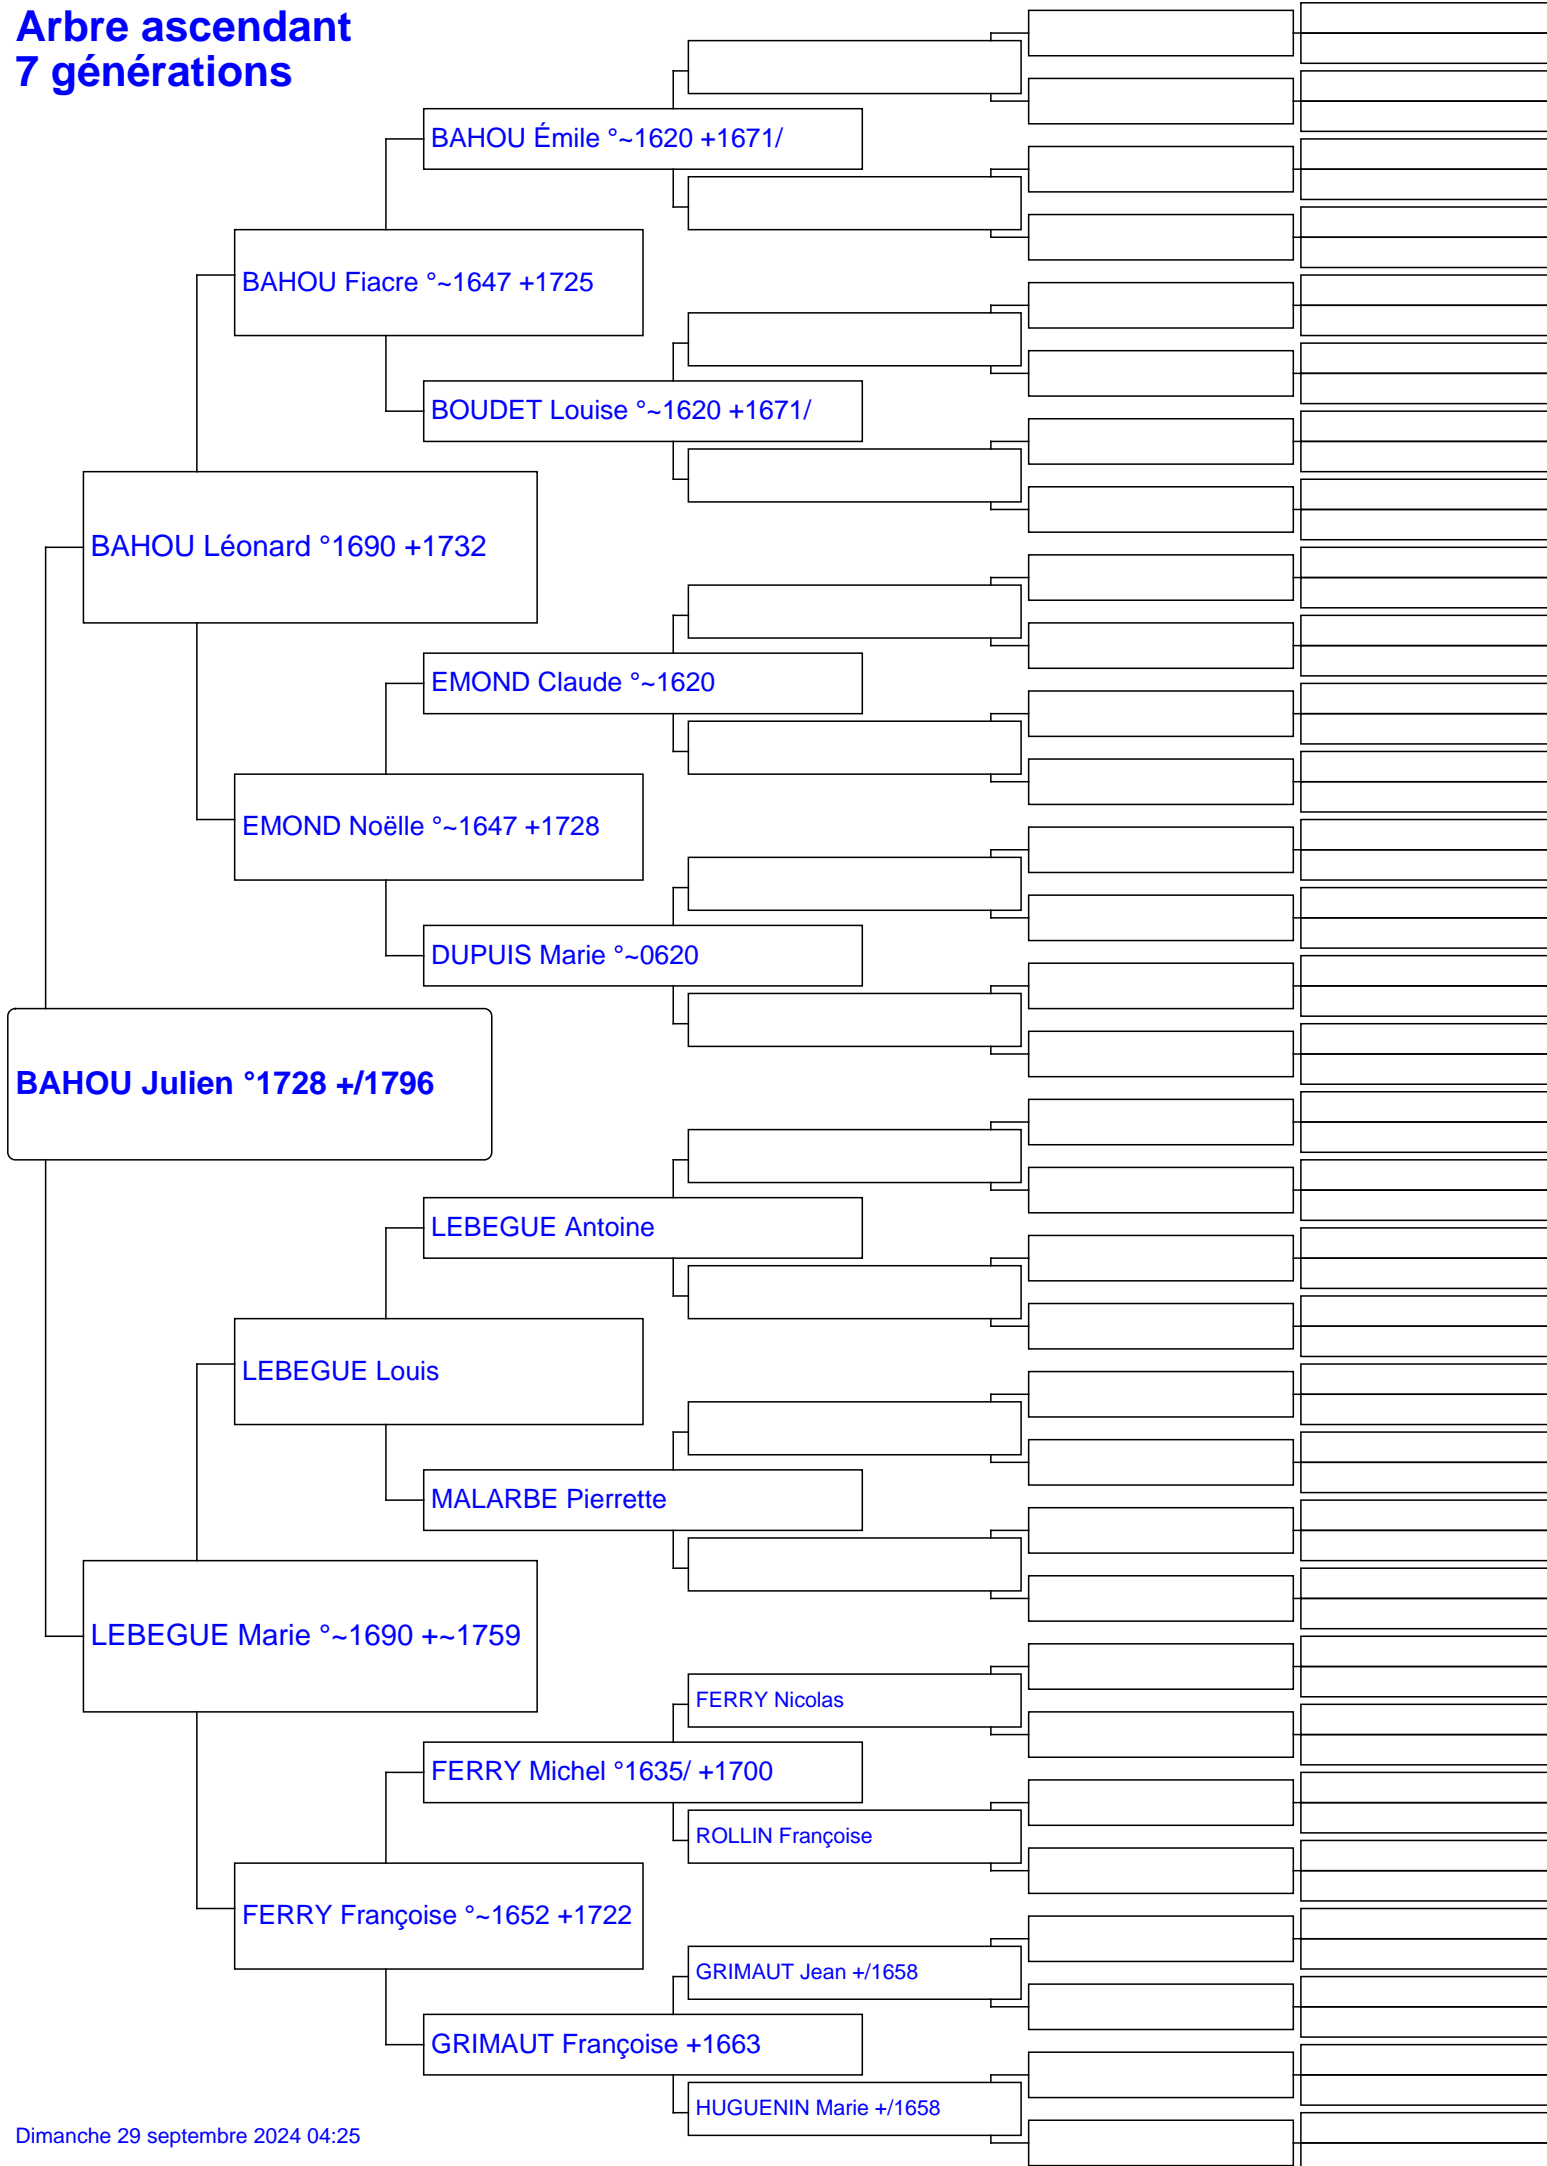 Arbre ascendant
7 générations
BAHOU Émile °~1620 +1671/
BAHOU Fiacre °~1647 +1725
BOUDET Louise °~1620 +1671/
BAHOU Léonard °1690 +1732
EMOND Claude °~1620
EMOND Noëlle °~1647 +1728
DUPUIS Marie °~0620
BAHOU Julien °1728 +/1796
LEBEGUE Antoine
LEBEGUE Louis
MALARBE Pierrette
LEBEGUE Marie °~1690 +~1759
FERRY Nicolas
FERRY Michel °1635/ +1700
ROLLIN Françoise
FERRY Françoise °~1652 +1722
GRIMAUT Jean +/1658
GRIMAUT Françoise +1663
HUGUENIN Marie +/1658
Dimanche 29 septembre 2024 04:25